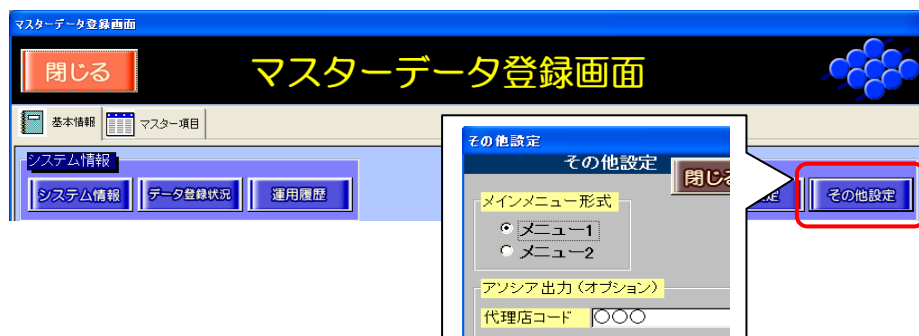 マスターデータ登録画面
閉じる
マスターデータ登録画面
基本情報
マスター項目
システム情報
システム情報
データ登録状況
運用履歴
その他設定
その他設定
その他設定
閉じ
メインメニュー形式
メニュー1
メニュー2
アソシア出力(オプション)
代理店コード
〇〇〇